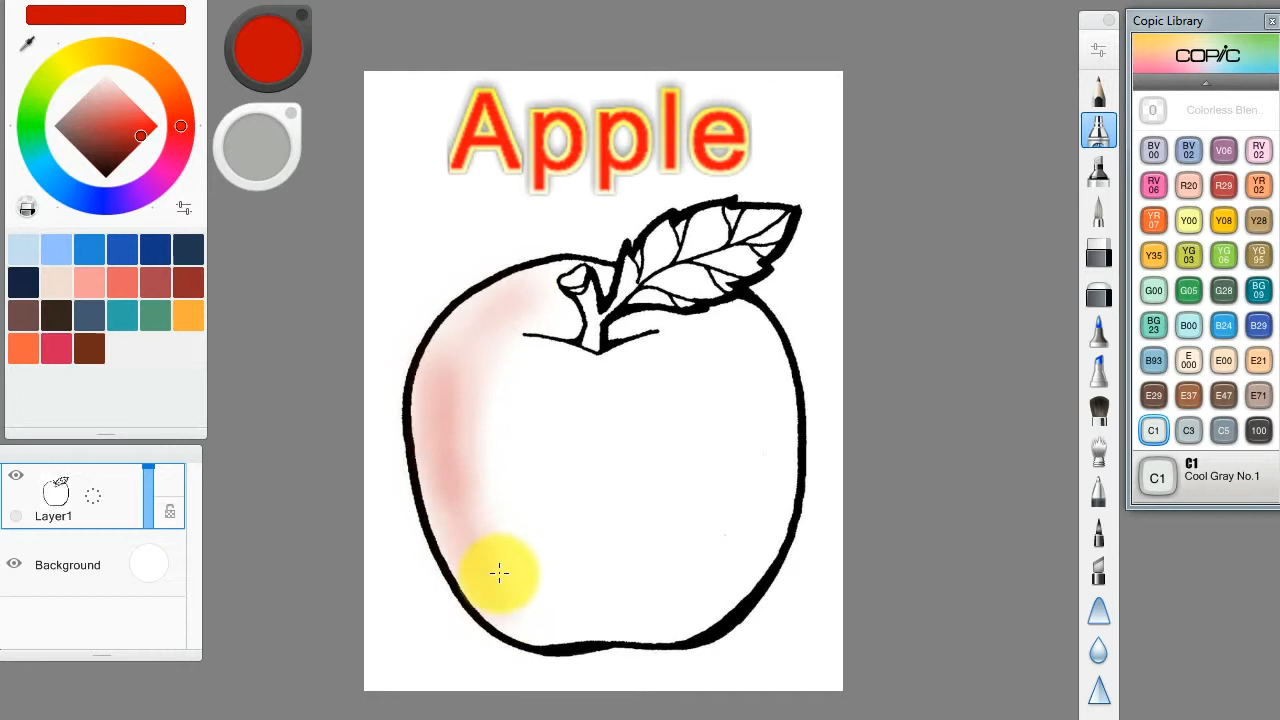 Apple
Layer1
Background
Copic Library
COPIC
0 Colorless Blen..
BV 00 BV 02 V06 RV 02
RV 06 R20 R29 YR 02
YR 07 Y00 Y08 Y28
Y35 YG 03 YG 06 YG 95
G00 G05 G28 BG 09
BG 23 B00 B24 B29
B93 E 000 E00 E21
E29 E37 E47 E71
C1 C3 C5 100
C1 C1
Cool Gray No.1